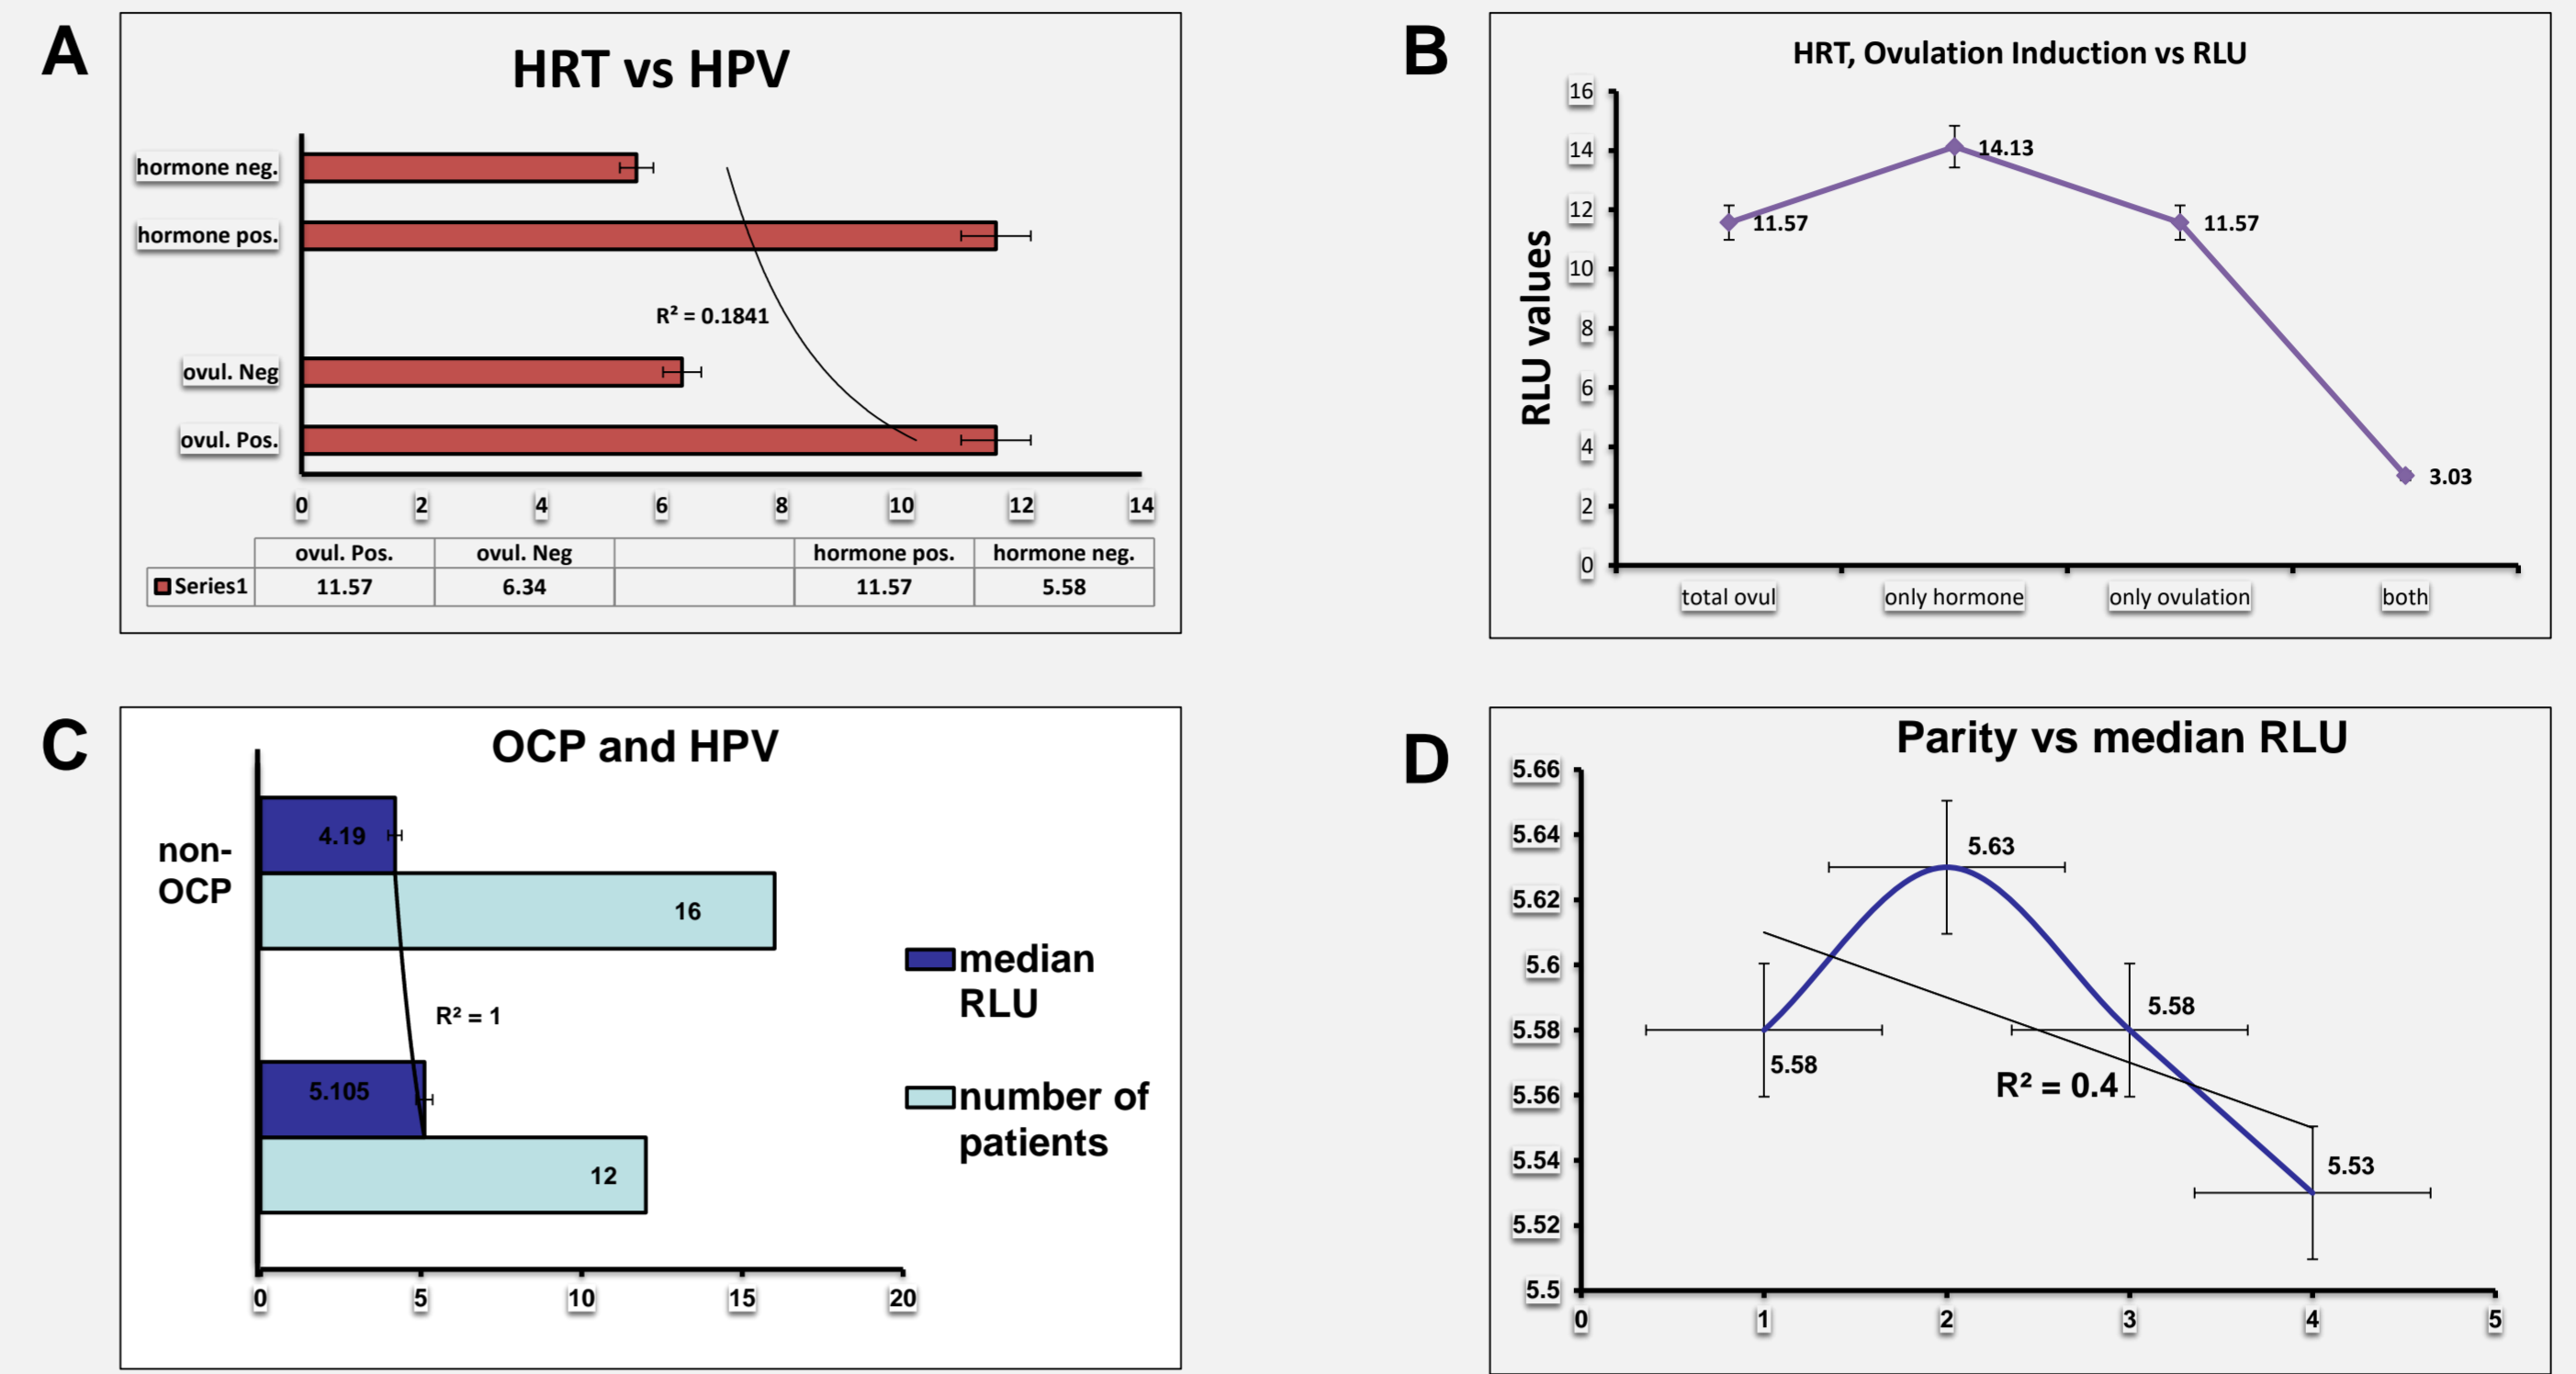 A
HRT vs HPV
hormone neg.
hormone pos.
R² = 0.1841
ovul. Neg
ovul. Pos.
0 2 4 6 8 10 12 14
ovul. Pos. ovul. Neg hormone pos. hormone neg.
Series1 11.57 6.34 11.57 5.58
B
HRT, Ovulation Induction vs RLU
RLU values
16
14
12
10
8
6
4
2
0
11.57
14.13
11.57
3.03
total ovul only hormone only ovulation both
C
OCP and HPV
non-
OCP
4.19
16
R² = 1
5.105
12
median
RLU
number of
patients
0 5 10 15 20
D
Parity vs median RLU
5.66
5.64
5.62
5.6
5.58
5.56
5.54
5.52
5.5
5.63
5.58
5.58
R² = 0.4
5.53
0 1 2 3 4 5